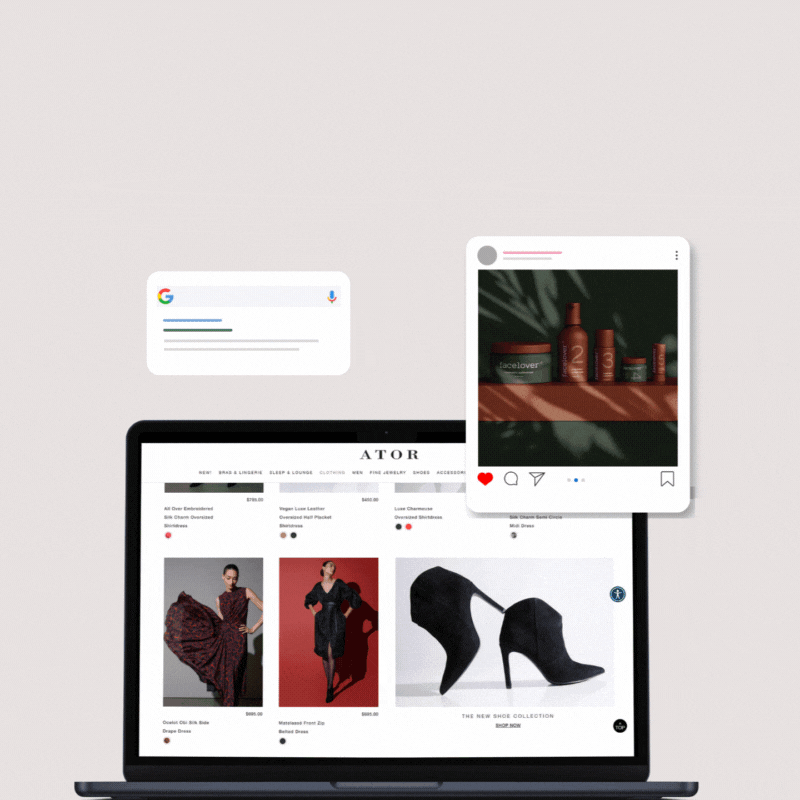 facelover
2
3
facelover
facelover
ATOR
NEW! BRAS & LINGERIE SLEEP & LOUNGE CLOTHING MEN FINE JEWELRY SHOES ACCESSORI
$795.00
$450.00
All Over Embroidered
Silk Charm Oversized
Shirtdress
Vegan Luxe Leather
Oversized Half Placket
Shirtdress
Luxe Charmeuse
Oversized Shirtdress
Silk Charm Semi Circle
Midi Dress
$895.00
Ocelot Obi Silk Side
Drape Dress
$695.00
Matelassé Front Zip
Belted Dress
THE NEW SHOE COLLECTION
SHOP NOW
TOP